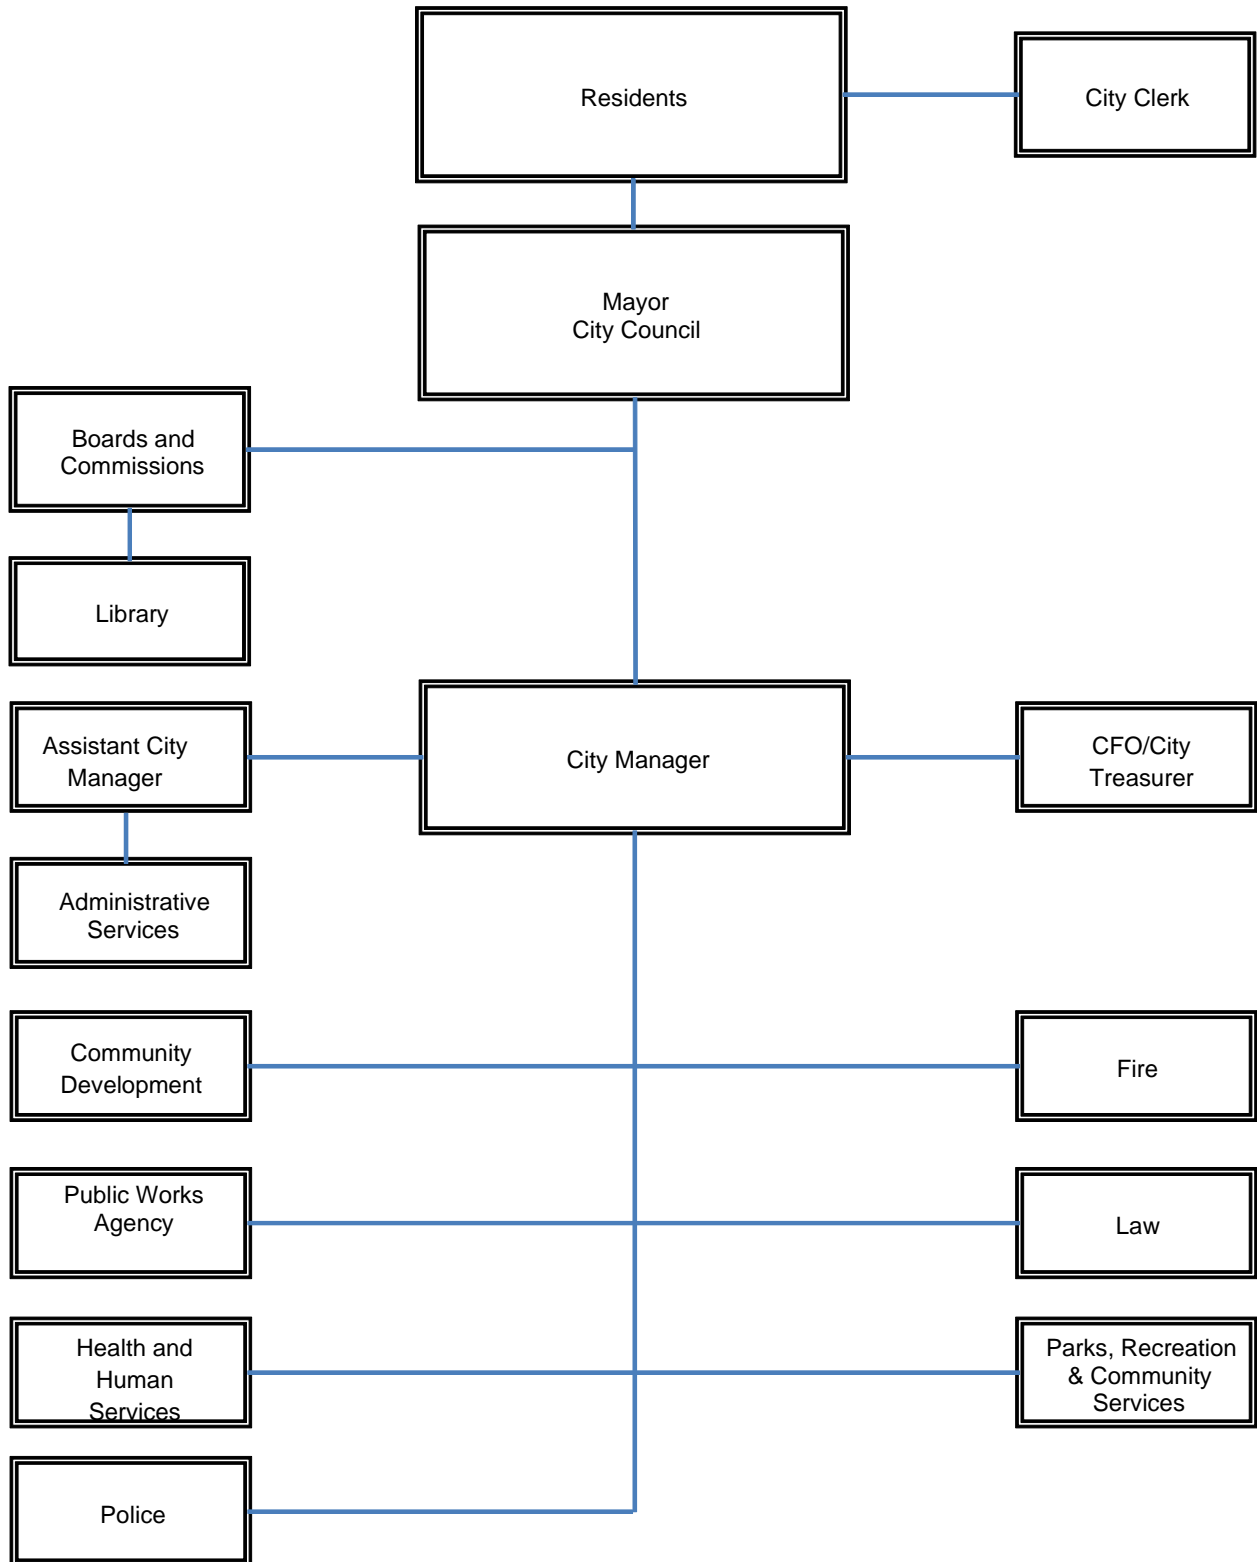 Residents
City Clerk
Mayor
City Council
Boards and
Commissions
Library
Assistant City
Manager
City Manager
CFO/City
Treasurer
Administrative
Services
Community
Development
Fire
Public Works
Agency
Law
Health and
Human
Services
Parks, Recreation
& Community
Services
Police